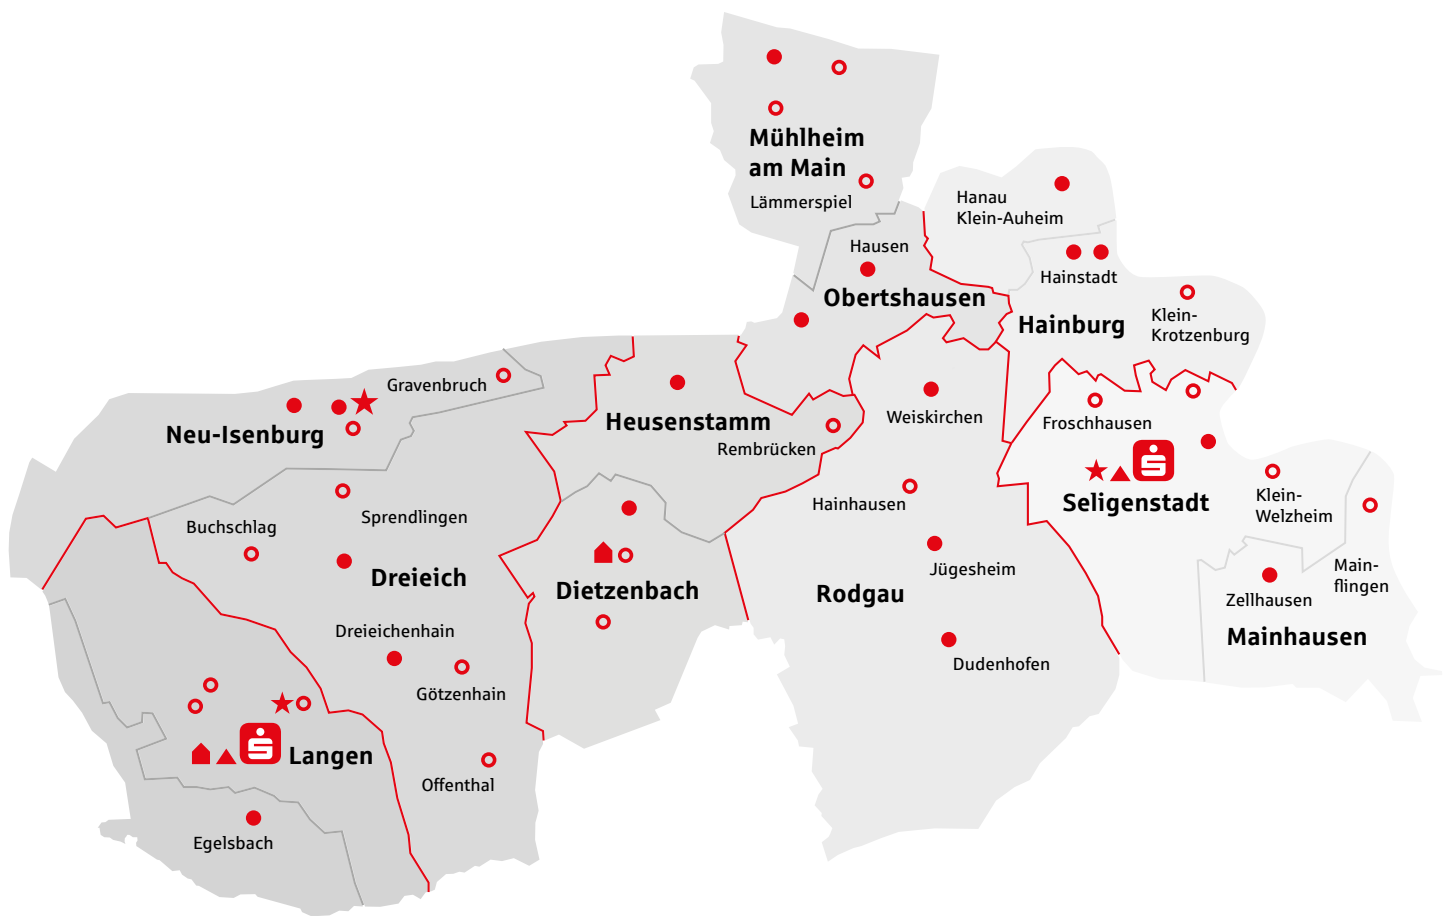 Mühlheim
am Main
Lämmerspiel
Hanau
Klein-Auheim
Hausen
Hainstadt
Obertshausen
Hainburg
Klein-
Krotzenburg
Gravenbruch
Neu-Isenburg
Heusenstamm
Rembrücken
Weiskirchen
Froschhausen
Seligenstadt
Klein-
Welzheim
Buchschlag
Sprendlingen
Hainhausen
Dreieich
Dietzenbach
Rodgau
Jügesheim
Main-
flingen
Zellhausen
Mainhausen
Dreieichenhain
Götzenhain
Dudenhofen
Langen
Offenthal
Egelsbach